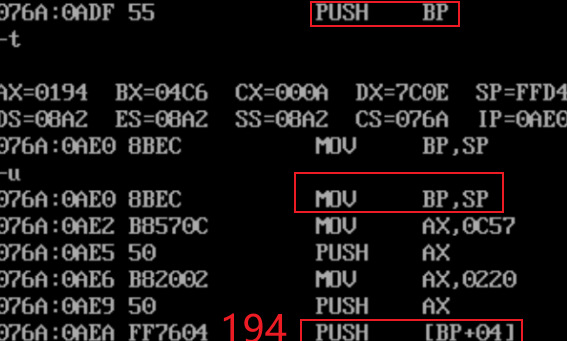 076A:0ADF 55 PUSH BP
-t
AX=0194 BX=04C6 CX=000A DX=7C0E SP=FFD4
DS=08A2 ES=08A2 SS=08A2 CS=076A IP=0AE0
076A:0AE0 8BEC MOV BP,SP
-u
076A:0AE0 8BEC MOV BP,SP
076A:0AE2 B8570C MOV AX,0C57
076A:0AE5 50 PUSH AX
076A:0AE6 B82002 MOV AX,0220
076A:0AE9 50 PUSH AX
076A:0AEA FF7604 194 PUSH [BP+04]